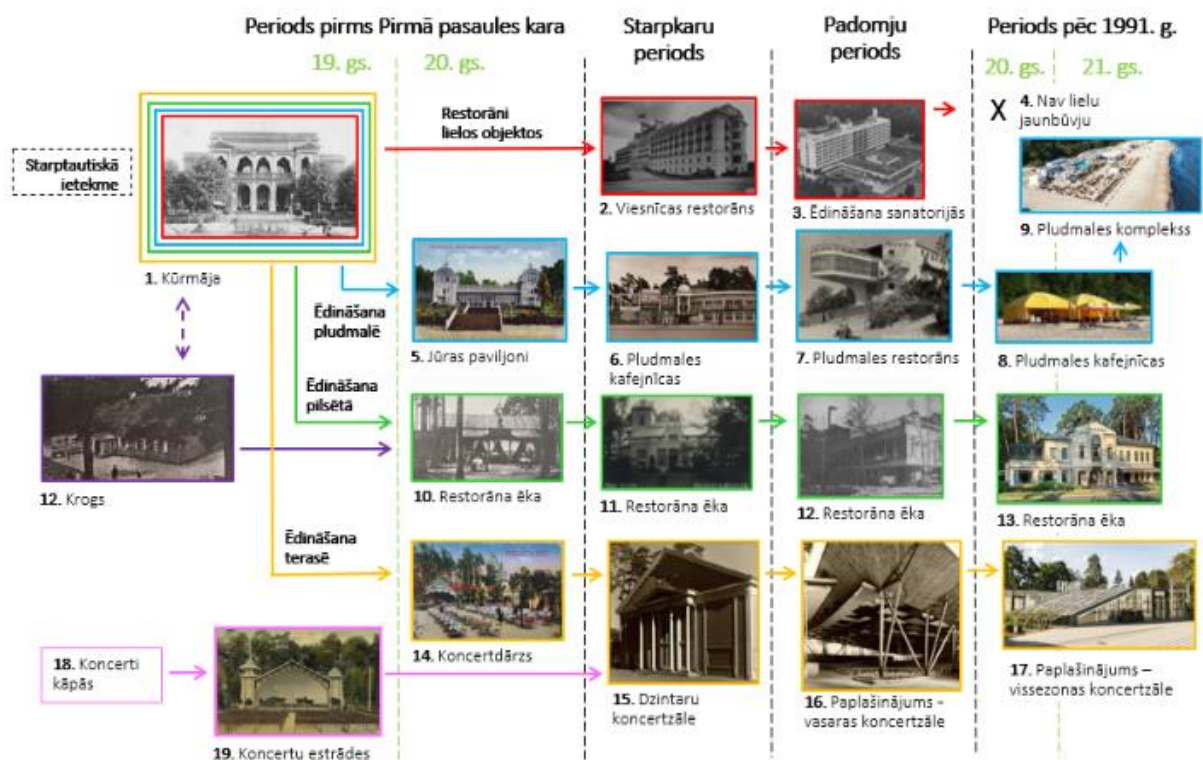 Periods pirms Pirmā pasaules kara
Starpkaru
periods
Padomju
periods
Periods pēc 1991. g.
19. gs.
20. gs.
20. gs.
21. gs.
Starptautiskā
ietekme
Restorāni
lielos objektos
X
4. Nav lielu
jaunbūvju
1. Kūrmāja
2. Viesnīcas restorāns
3. Ēdināšana sanatorijās
9. Pludmales komplekss
Ēdināšana
pludmalē
5. Jūras paviljoni
6. Pludmales
kafejnīcas
7. Pludmales restorāns
8. Pludmales kafejnīcas
Ēdināšana
pilsētā
12. Krogs
10. Restorāna ēka
11. Restorāna ēka
12. Restorāna ēka
13. Restorāna ēka
Ēdināšana
terasē
14. Koncertdārzs
15. Dzintaru
koncertzāle
16. Paplašinājums -
vasaras koncertzāle
17. Paplašinājums –
vissezonas koncertzāle
18. Koncerti
kāpās
19. Koncertu estrādes